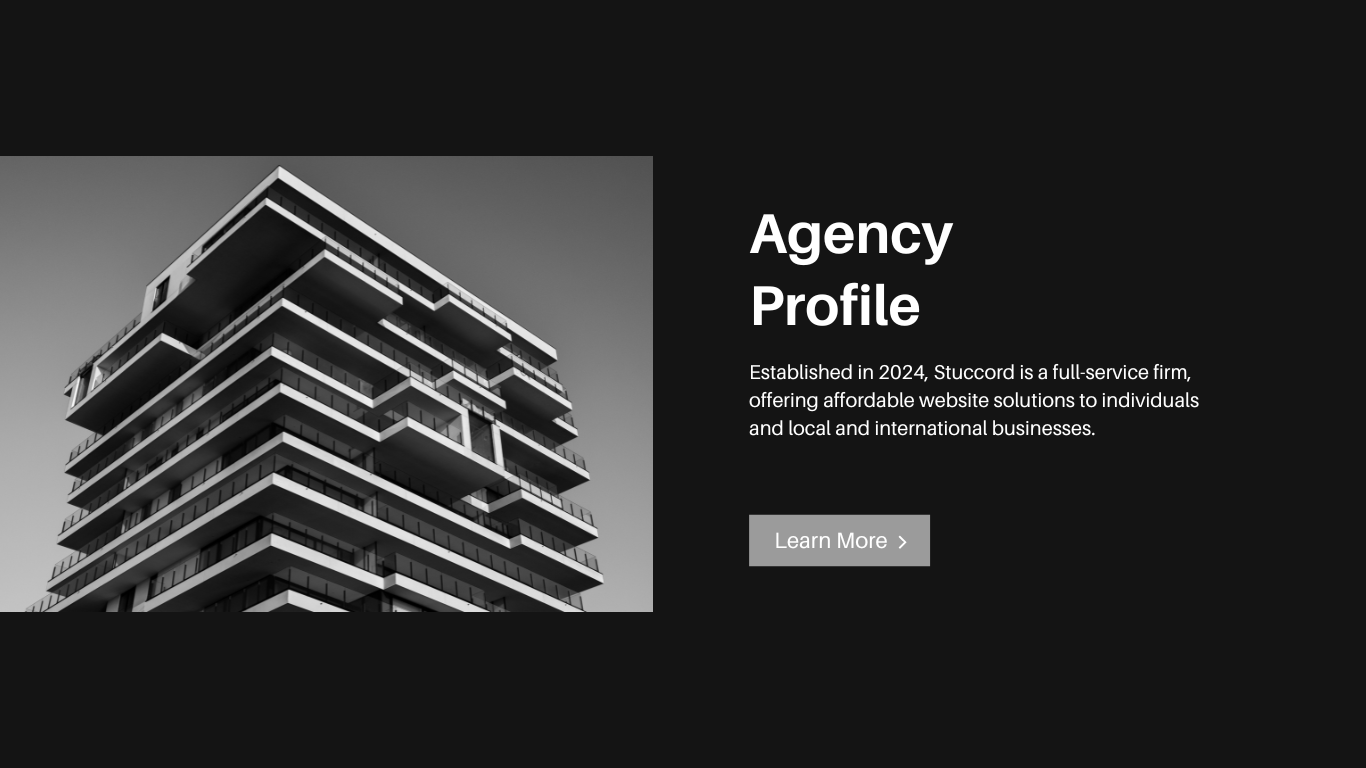 Agency
Profile
Established in 2024, Stuccord is a full-service firm,
offering affordable website solutions to individuals
and local and international businesses.
Learn More